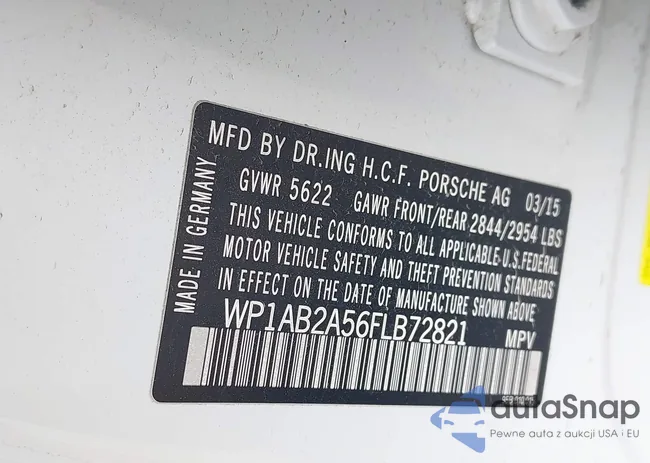 MFD BY DR.ING H.C.F. PORSCHE AG 03/15
GVWR 5622 GAWR FRONT/REAR 2844/2954 LBS
THIS VEHICLE CONFORMS TO ALL APPLICABLE U.S.FEDERAL
MOTOR VEHICLE SAFETY AND THEFT PREVENTION STANDARDS
IN EFFECT ON THE DATE OF MANUFACTURE SHOWN ABOVE
WP1AB2A56FLB72821 MPV
MADE IN GERMANY
autaSnap
Pewne auta z aukcji USA i EU